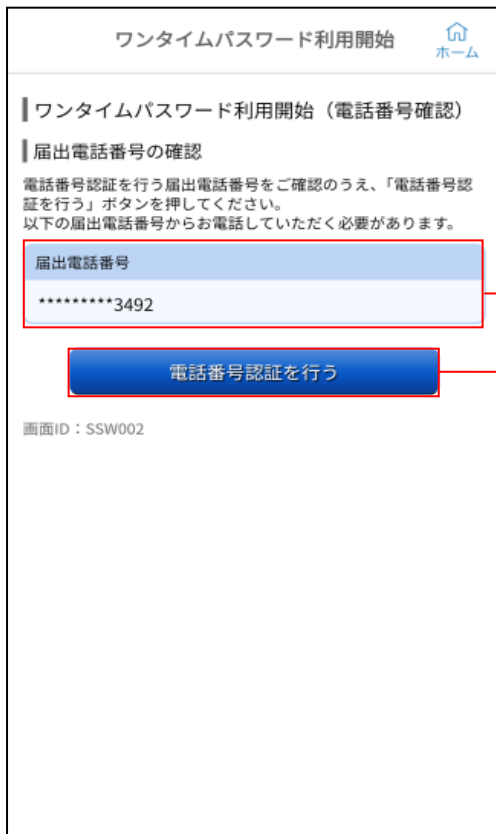 ワンタイムパスワード利用開始
ホーム
ワンタイムパスワード利用開始（電話番号確認）
届出電話番号の確認
電話番号認証を行う届出電話番号をご確認のうえ、「電話番号認
証を行う」ボタンを押してください。
以下の届出電話番号からお電話していただく必要があります。
届出電話番号
*********3492
電話番号認証を行う
画面ID：SSW002